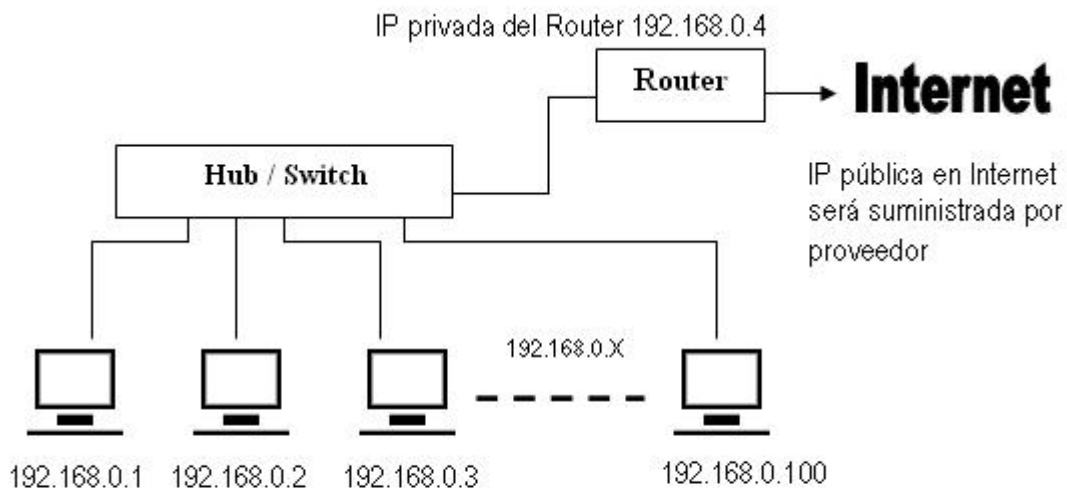 IP privada del Router 192.168.0.4
Router
Internet
Hub / Switch
IP pública en Internet
será suministrada por
proveedor
192.168.0.X
192.168.0.1
192.168.0.2
192.168.0.3
192.168.0.100